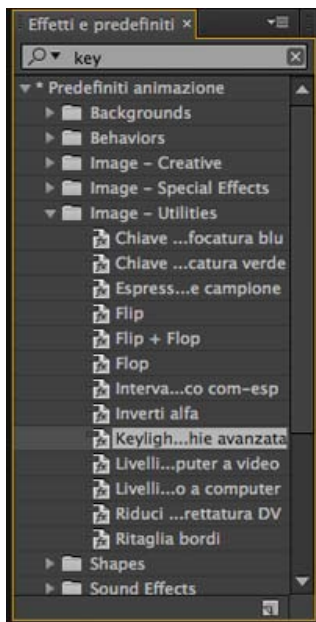 Effetti e predefiniti ×
key
* Predefiniti animazione
Backgrounds
Behaviors
Image – Creative
Image – Special Effects
Image – Utilities
Chiave ...focatura blu
Chiave ...catura verde
Espress...e campione
Flip
Flip + Flop
Flop
Interva...co com-esp
Inverti alfa
Keyligh...hie avanzata
Livelli...puter a video
Livelli...o a computer
Riduci ...rettatura DV
Ritaglia bordi
Shapes
Sound Effects